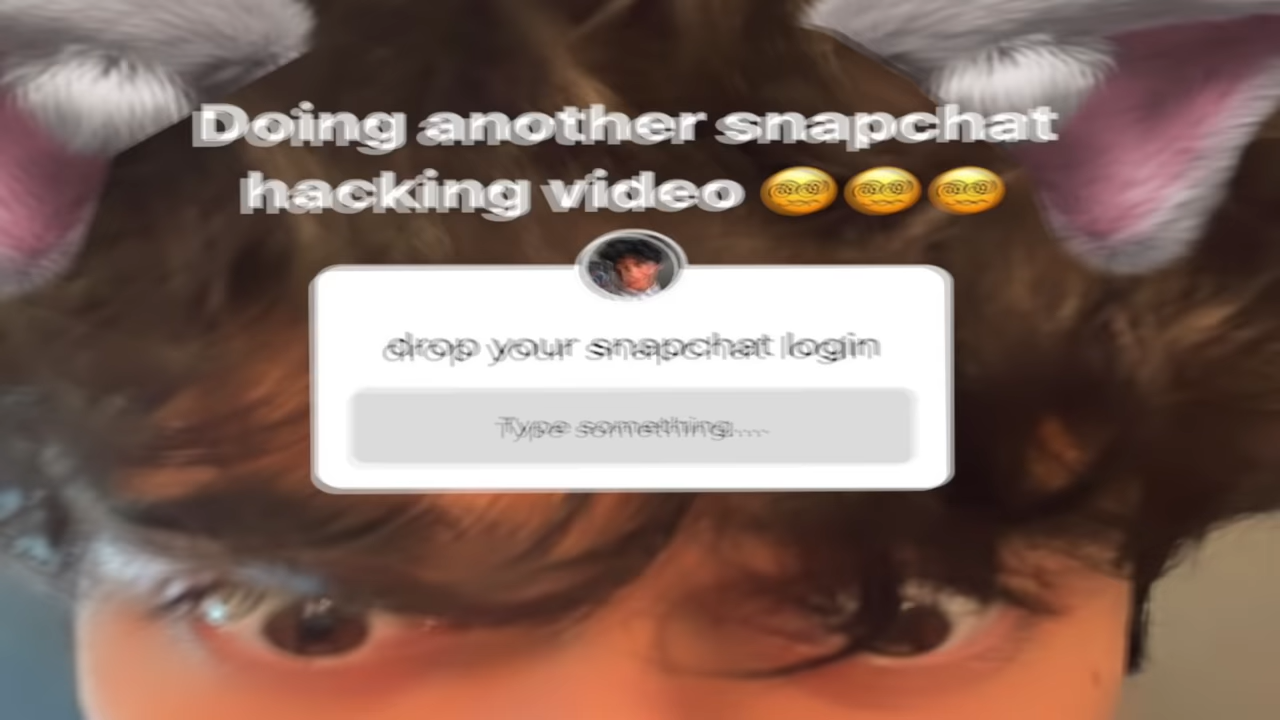 Doing another snapchat
hacking video 😵‍💫😵‍💫😵‍💫
drop your snapchat login
Type something....